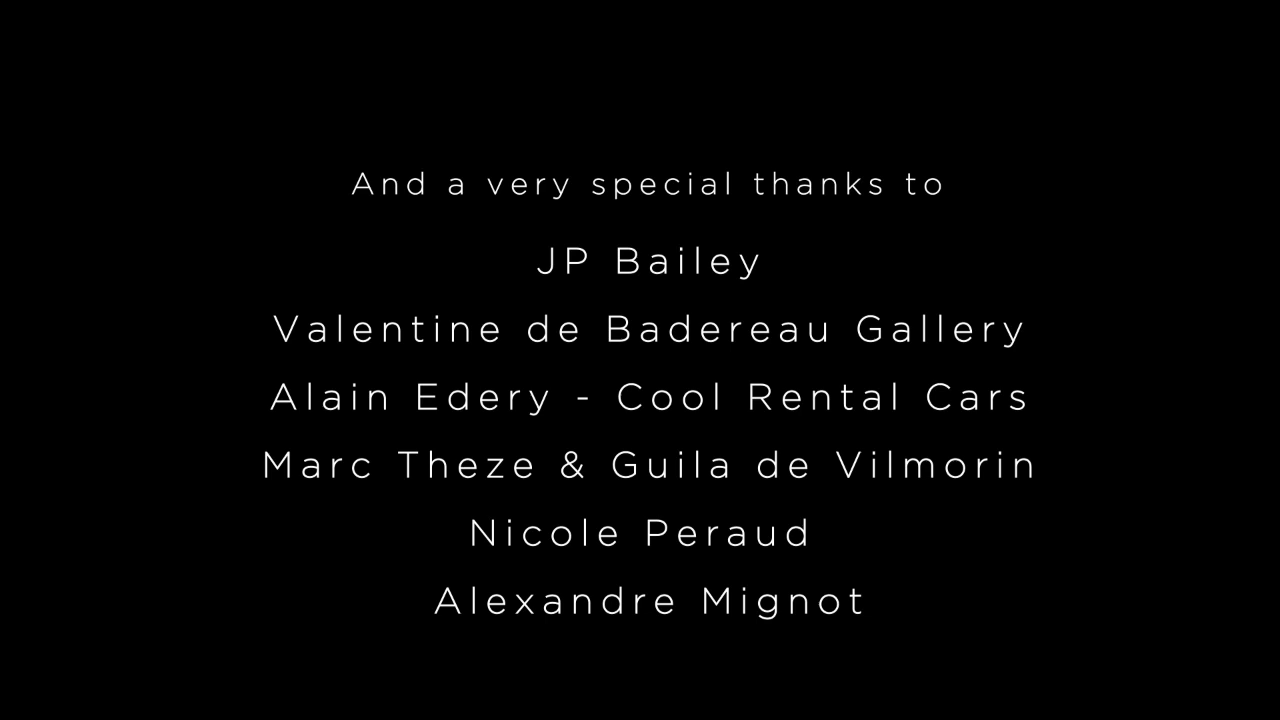 And a very special thanks to
JP Bailey
Valentine de Badereau Gallery
Alain Edery - Cool Rental Cars
Marc Theze & Guila de Vilmorin
Nicole Peraud
Alexandre Mignot